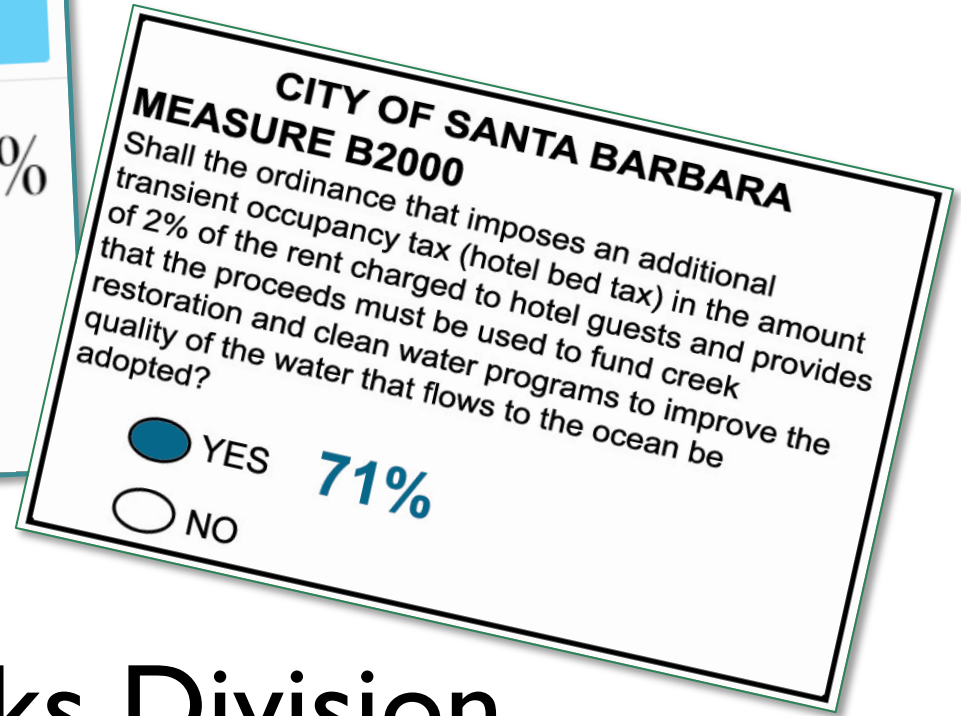 %
CITY OF SANTA BARBARA
MEASURE B2000
Shall the ordinance that imposes an additional
transient occupancy tax (hotel bed tax) in the amount
of 2% of the rent charged to hotel guests and provides
that the proceeds must be used to fund creek
restoration and clean water programs to improve the
quality of the water that flows to the ocean be
adopted?
YES 71%
NO
ks Division